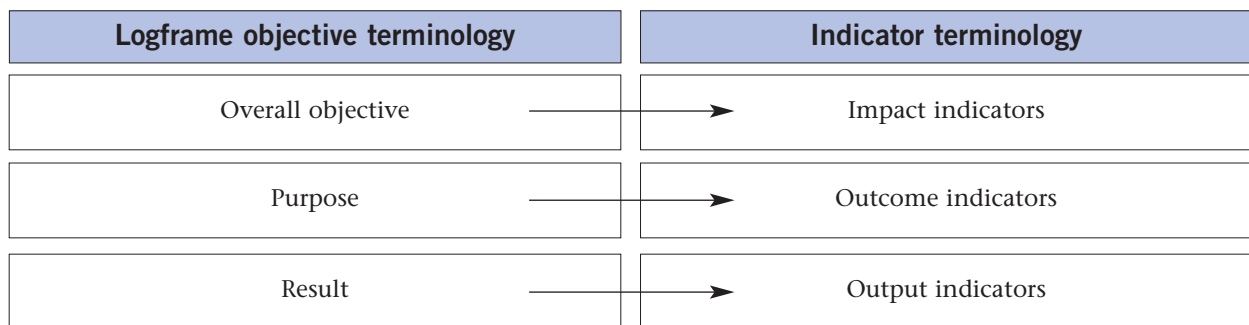 Logframe objective terminology
Indicator terminology
Overall objective
Impact indicators
Purpose
Outcome indicators
Result
Output indicators